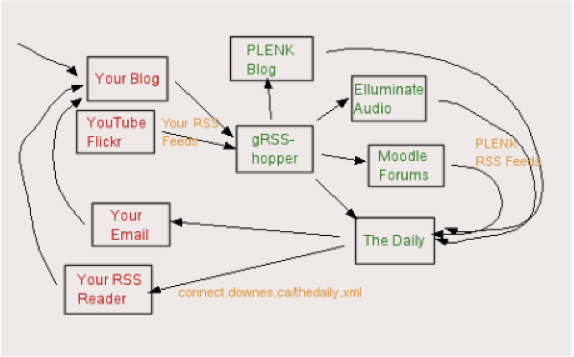 PLENK
Blog
Your Blog
Elluminate
Audio
YouTube
Flickr
Your RSS
Feeds
gRSS-
hopper
PLENK
RSS Feeds
Moodle
Forums
Your
Email
The Daily
Your RSS
Reader
connect.downes.ca/thedaily.xml